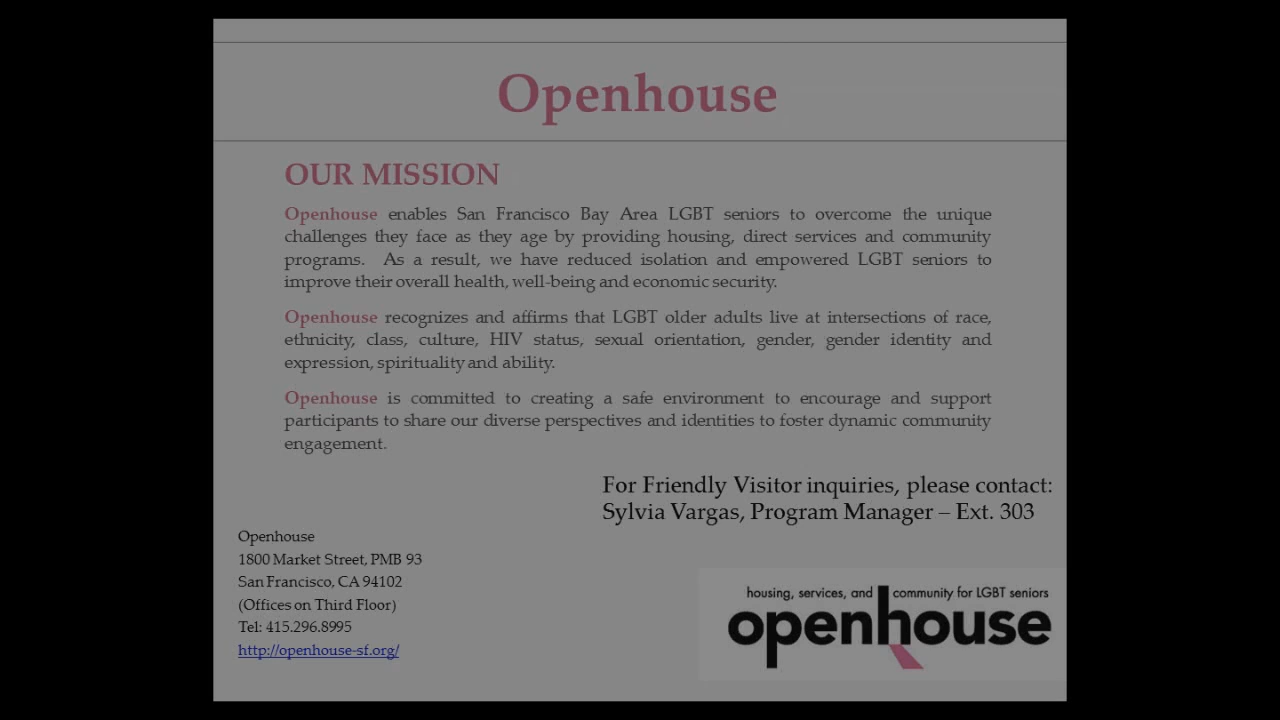 Openhouse
OUR MISSION
Openhouse enables San Francisco Bay Area LGBT seniors to overcome the unique
challenges they face as they age by providing housing, direct services and community
programs. As a result, we have reduced isolation and empowered LGBT seniors to
improve their overall health, well-being and economic security.
Openhouse recognizes and affirms that LGBT older adults live at intersections of race,
ethnicity, class, culture, HIV status, sexual orientation, gender, gender identity and
expression, spirituality and ability.
Openhouse is committed to creating a safe environment to encourage and support
participants to share our diverse perspectives and identities to foster dynamic community
engagement.
For Friendly Visitor inquiries, please contact:
Sylvia Vargas, Program Manager – Ext. 303
Openhouse
1800 Market Street, PMB 93
San Francisco, CA 94102
(Offices on Third Floor)
Tel: 415.296.8995
http://openhouse-sf.org/
housing, services, and community for LGBT seniors
openhouse